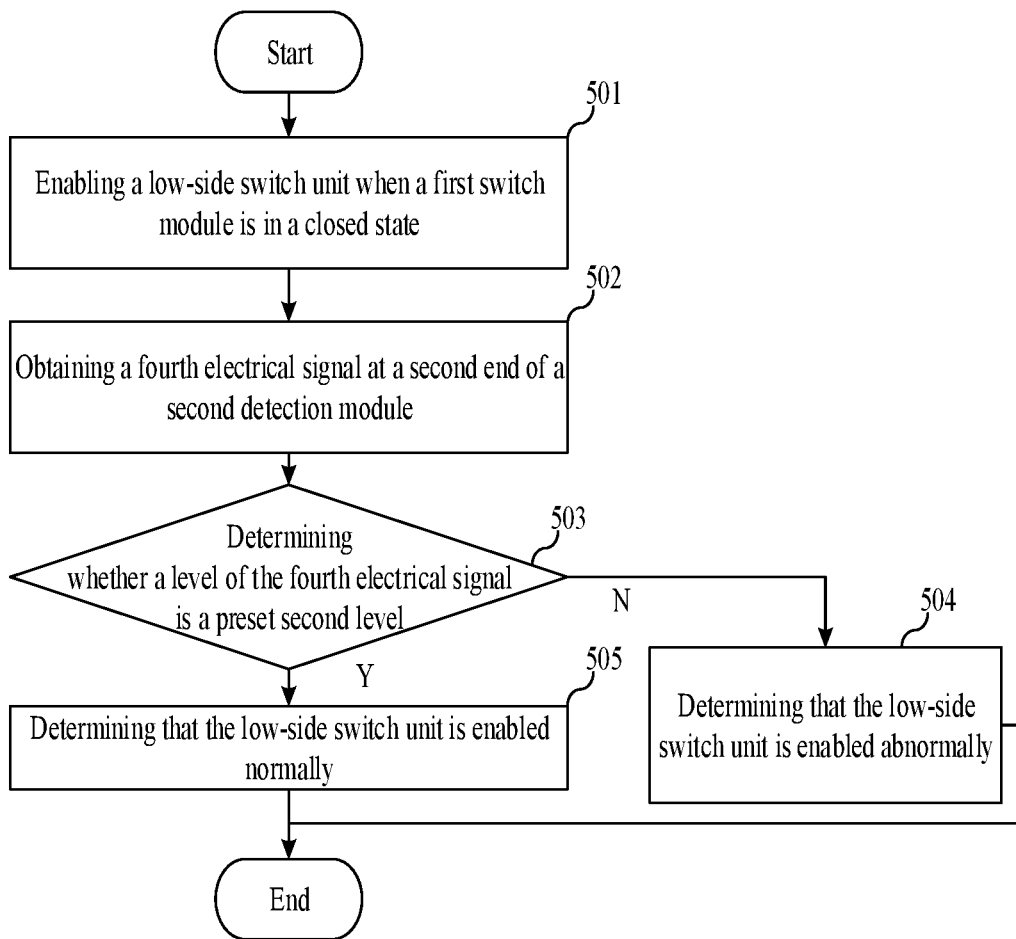 Start
501
Enabling a low-side switch unit when a first switch
module is in a closed state
502
Obtaining a fourth electrical signal at a second end of a
second detection module
503
Determining
whether a level of the fourth electrical signal
is a preset second level
N
Y
504
Determining that the low-side
switch unit is enabled abnormally
505
Determining that the low-side switch unit is enabled
normally
End